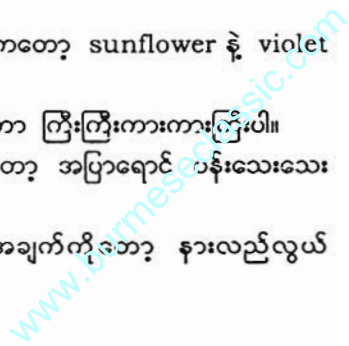 ကတော့ sunflower နဲ့ violet
ာ ကြီးကြီးကားကားကြီးပါ။
တော့ အပြာရောင် ပန်းသေးသေး
အချက်ကိုတော့ နားလည်လွယ်
www.burmeseclassic.com